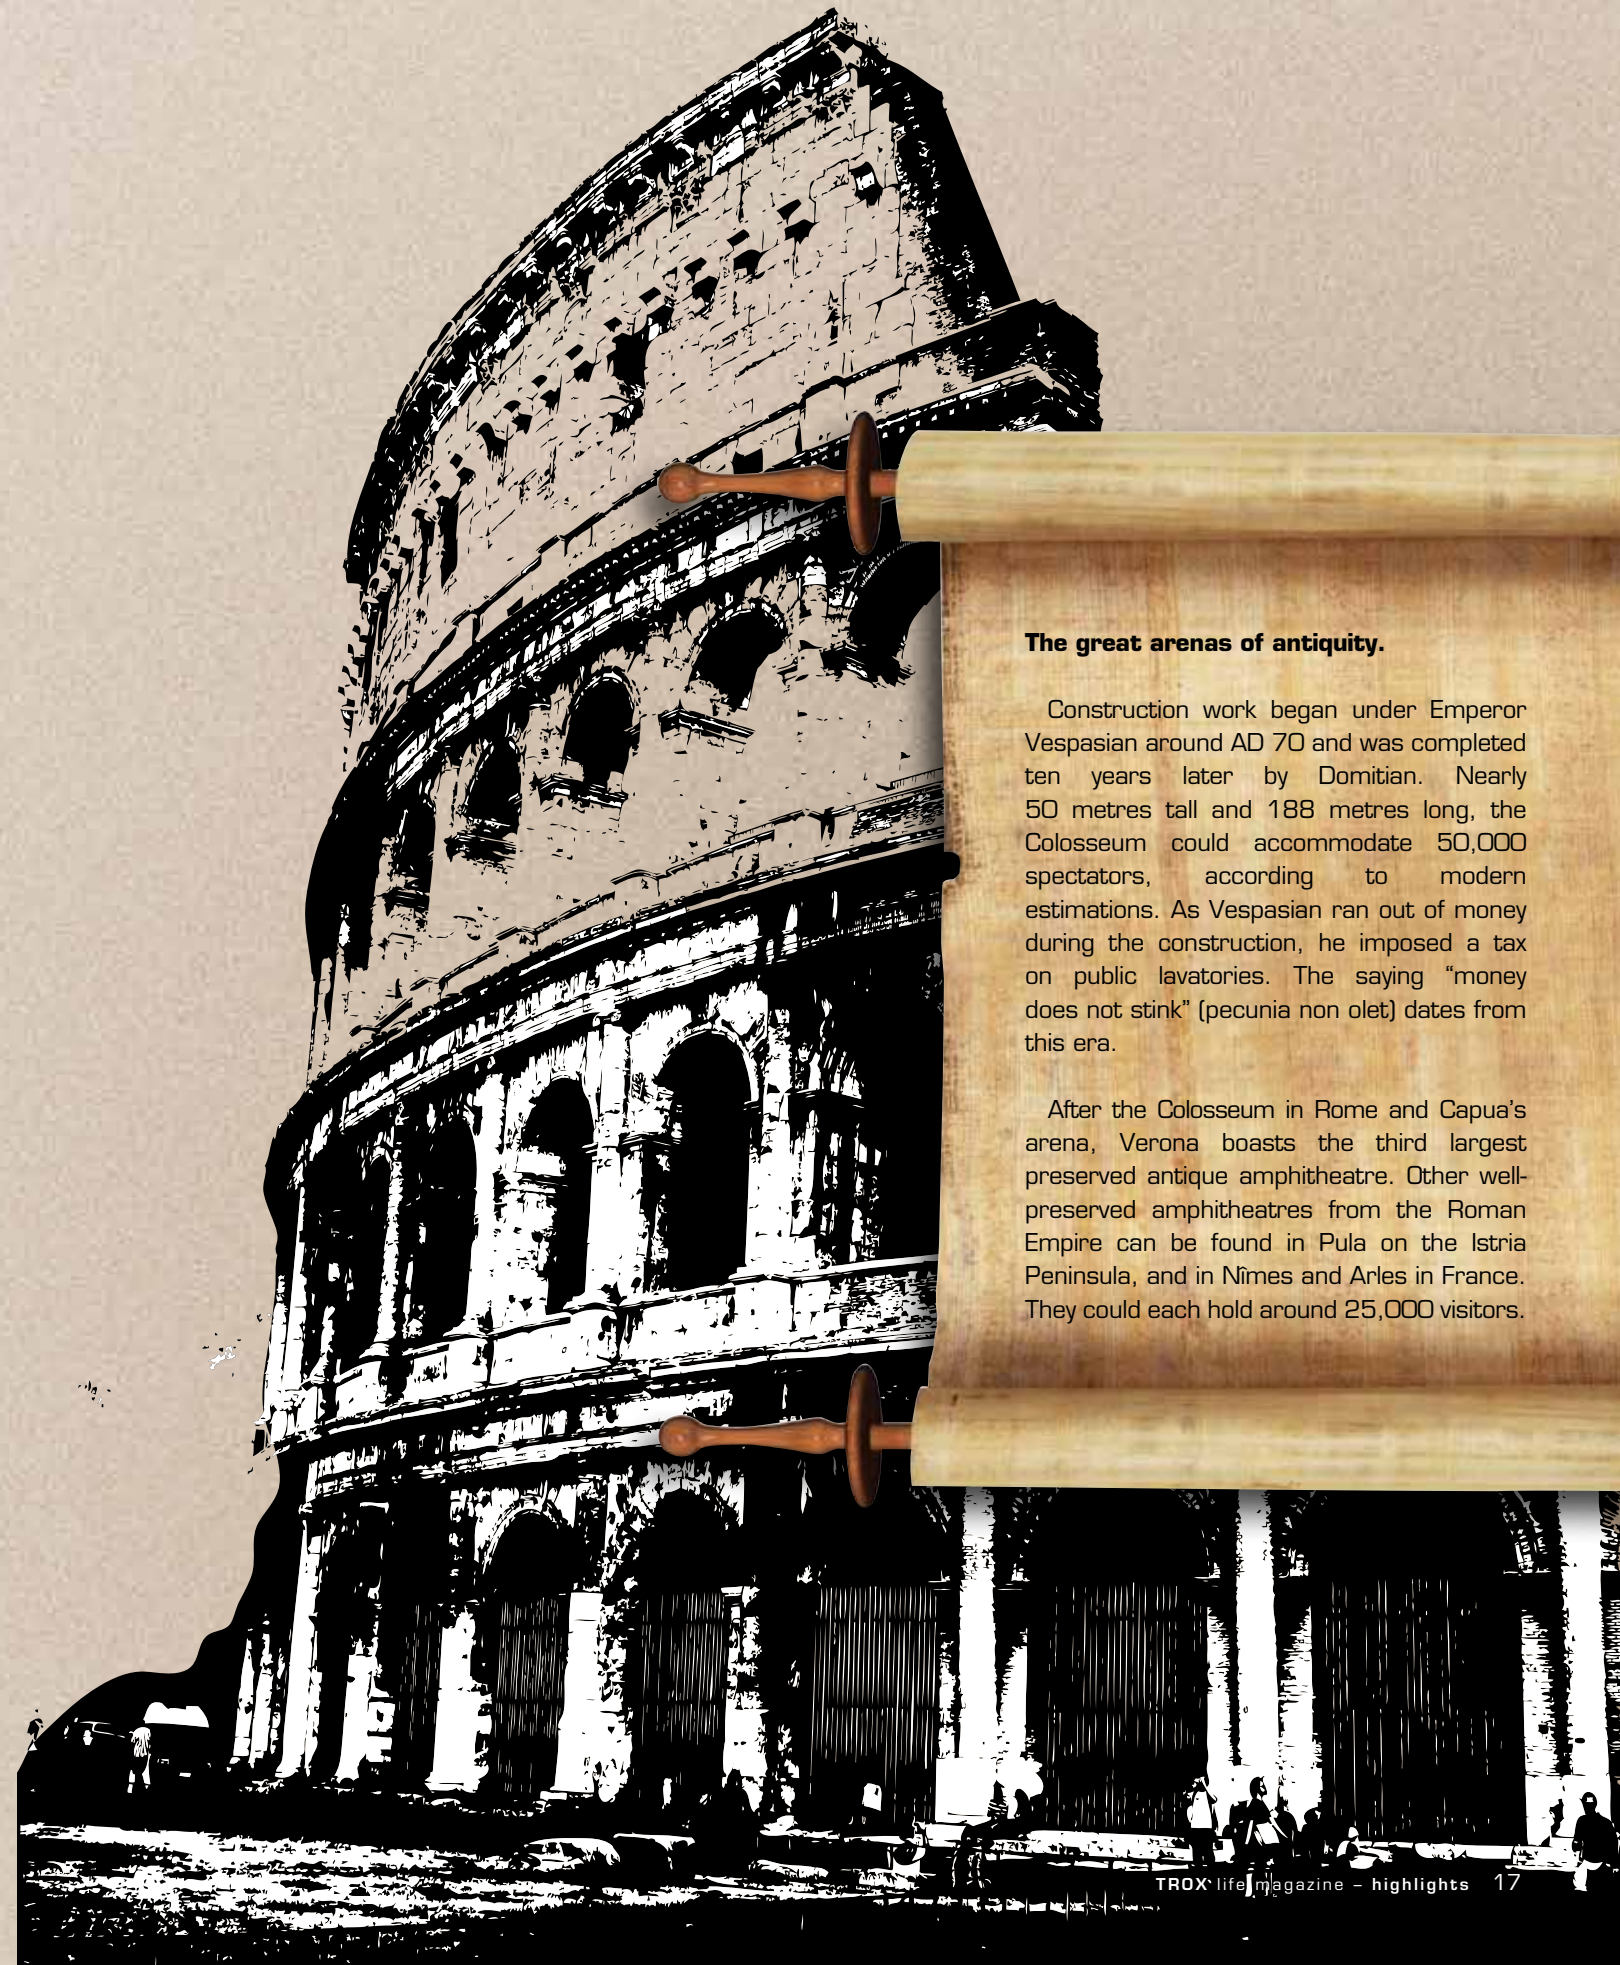 The great arenas of antiquity.
Construction work began under Emperor
Vespasian around AD 70 and was completed
ten years later by Domitian. Nearly
50 metres tall and 188 metres long, the
Colosseum could accommodate 50,000
spectators, according to modern
estimations. As Vespasian ran out of money
during the construction, he imposed a tax
on public lavatories. The saying “money
does not stink” (pecunia non olet) dates from
this era.
After the Colosseum in Rome and Capua’s
arena, Verona boasts the third largest
preserved antique amphitheatre. Other well-
preserved amphitheatres from the Roman
Empire can be found in Pula on the Istria
Peninsula, and in Nîmes and Arles in France.
They could each hold around 25,000 visitors.
TROX life magazine – highlights 17